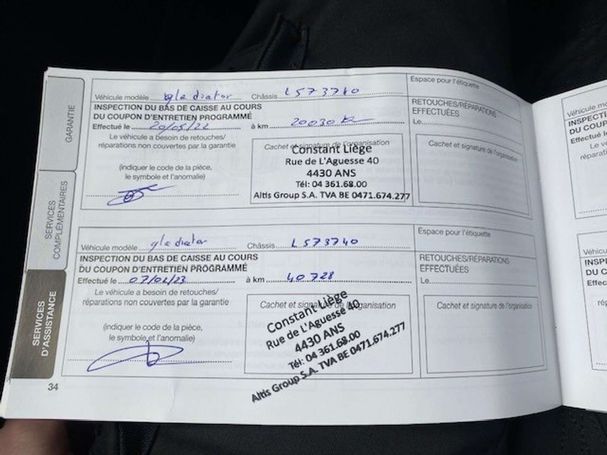 GARANTIE
SERVICES COMPLÉMENTAIRES
SERVICES D'ASSISTANCE
Véhicule modèle gladiator Châssis L573740
Espace pour l'étiquette
INSPECTION DU BAS DE CAISSE AU COURS
DU COUPON D'ENTRETIEN PROGRAMMÉ
RETOUCHES/RÉPARATIONS
EFFECTUÉES
Effectué le 20/05/22 à km 20030 K
Le
Le véhicule a besoin de retouches/
réparations non couvertes par la garantie
Cachet et signature de l'organisation
Cachet et signature de l'organisation
(indiquer le code de la pièce,
le symbole et l'anomalie)
Constant Liège
Rue de L'Aguesse 40
4430 ANS
Tél: 04 361.68.00
Altis Group S.A. TVA BE 0471.674.277
Véhicule modèle gladiator Châssis L573740
Espace pour l'étiquette
INSPECTION DU BAS DE CAISSE AU COURS
DU COUPON D'ENTRETIEN PROGRAMMÉ
RETOUCHES/RÉPARATIONS
EFFECTUÉES
Effectué le à km 40728
Le
Le véhicule a besoin de retouches/
réparations non couvertes par la garantie
Cachet et signature de l'organisation
Cachet et signature de l'organisation
(indiquer le code de la pièce,
le symbole et l'anomalie)
Constant Liège
Rue de L'Aguesse 40
4430 ANS
Tél: 04 361.68.00
Altis Group S.A. TVA BE 0471.674.277
34